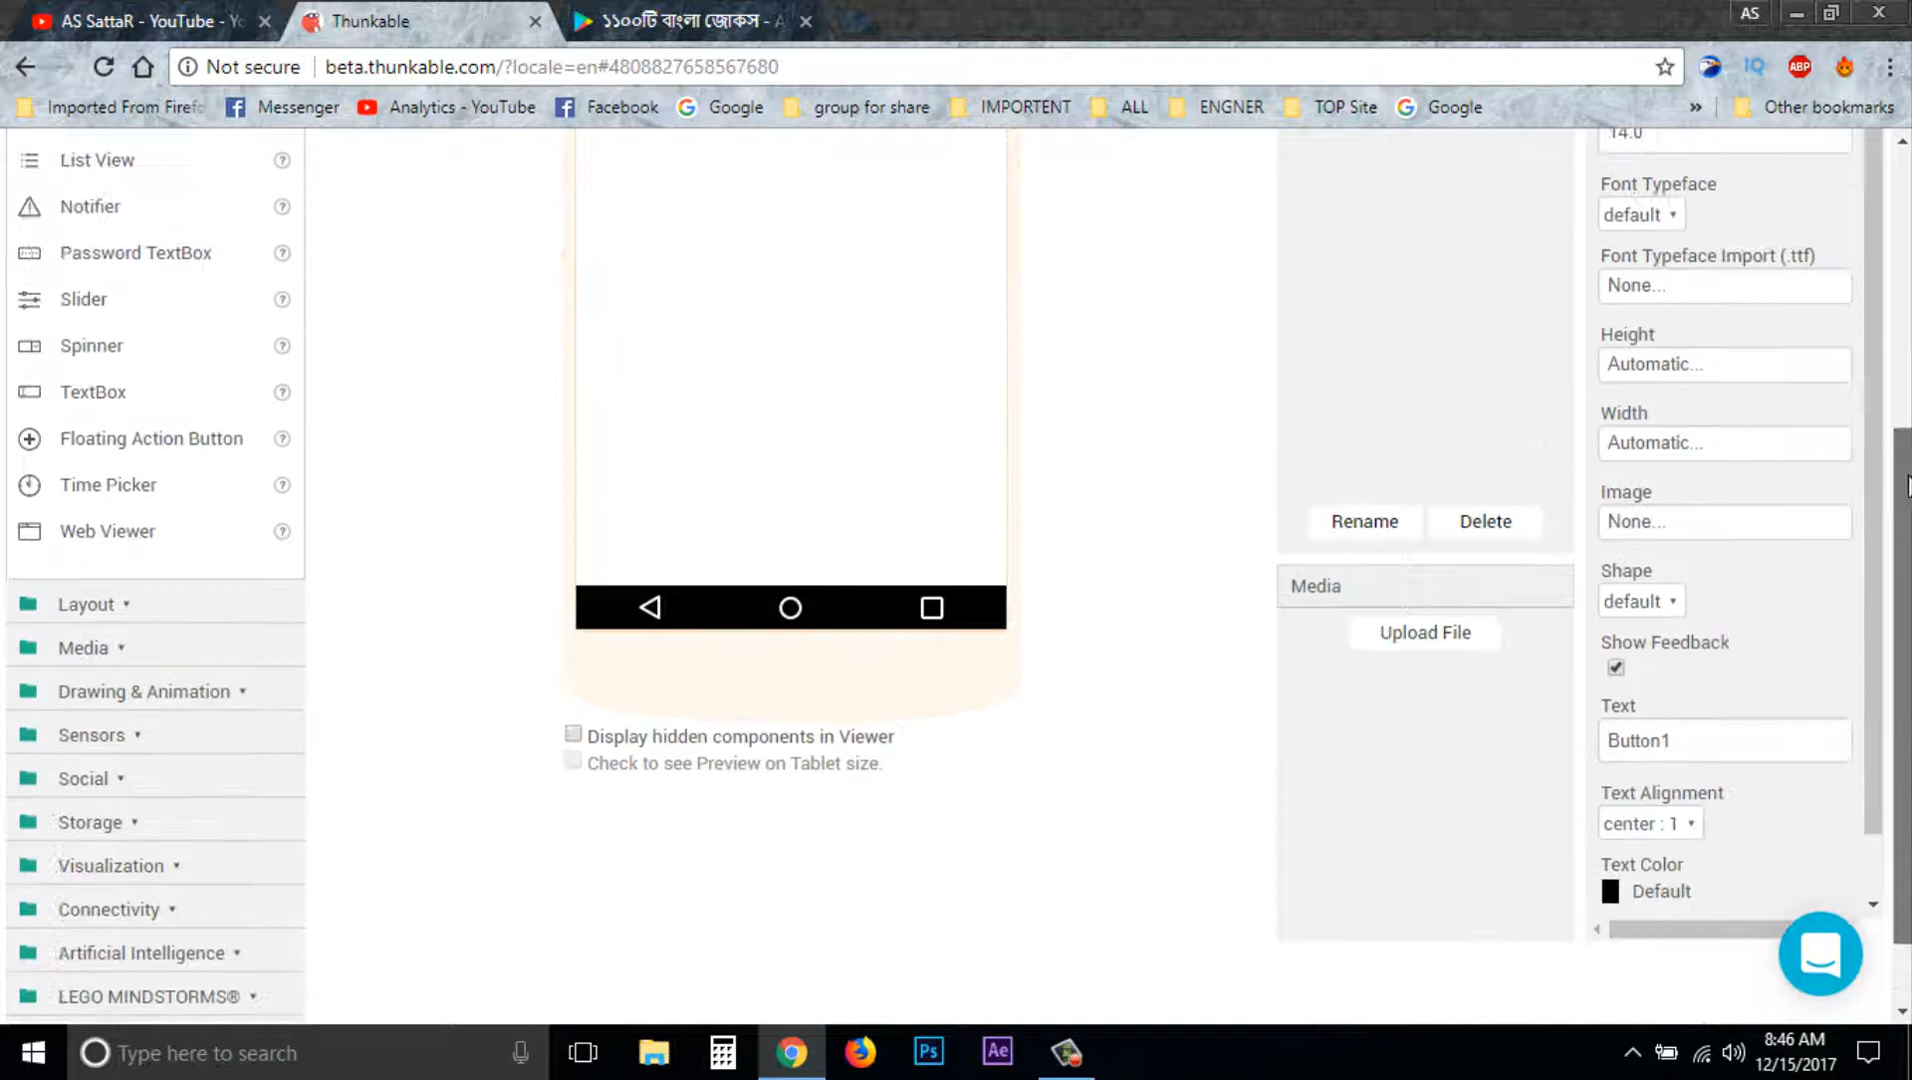 AS SattaR - YouTube - Yo
Thunkable
১১০০টি বাংলা জোকস - A
AS
Not secure
beta.thunkable.com/?locale=en#4808827658567680
IQ
ABP
Imported From Firefo
Messenger
Analytics - YouTube
Facebook
Google
group for share
IMPORTENT
ALL
ENGNER
TOP Site
Google
»
Other bookmarks
List View
Notifier
Password TextBox
Slider
Spinner
TextBox
Floating Action Button
Time Picker
Web Viewer
Layout
Media
Drawing & Animation
Sensors
Social
Storage
Visualization
Connectivity
Artificial Intelligence
LEGO MINDSTORMS®
Display hidden components in Viewer
Check to see Preview on Tablet size.
Rename
Delete
Media
Upload File
14.0
Font Typeface
default
Font Typeface Import (.ttf)
None...
Height
Automatic...
Width
Automatic...
Image
None...
Shape
default
Show Feedback
Text
Button1
Text Alignment
center : 1
Text Color
Default
Type here to search
Ps
Ae
8:46 AM
12/15/2017